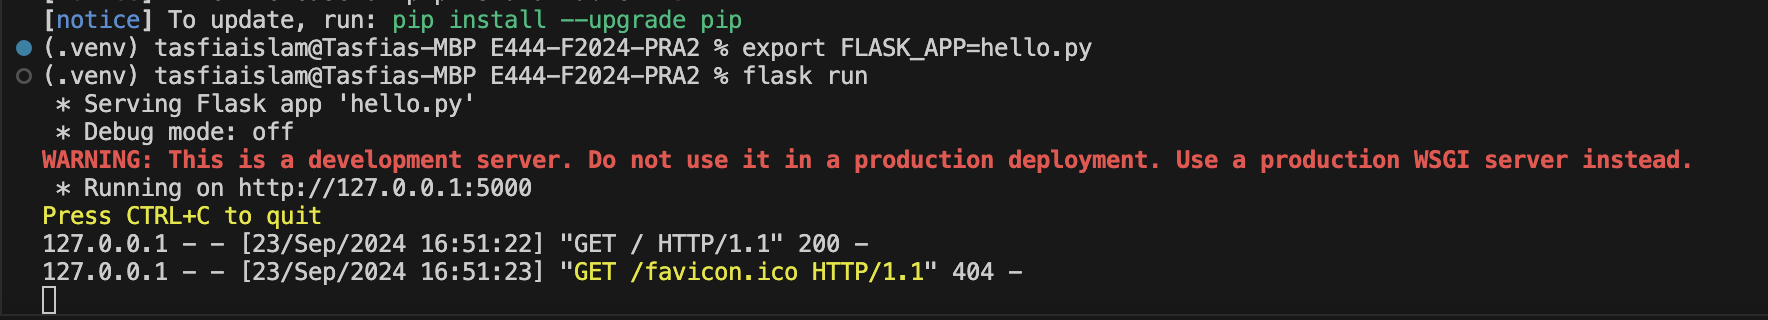 [notice] To update, run: pip install --upgrade pip
(.venv) tasfiaislam@Tasfias-MBP E444-F2024-PRA2 % export FLASK_APP=hello.py
(.venv) tasfiaislam@Tasfias-MBP E444-F2024-PRA2 % flask run
* Serving Flask app 'hello.py'
* Debug mode: off
WARNING: This is a development server. Do not use it in a production deployment. Use a production WSGI server instead.
* Running on http://127.0.0.1:5000
Press CTRL+C to quit
127.0.0.1 - - [23/Sep/2024 16:51:22] "GET / HTTP/1.1" 200 -
127.0.0.1 - - [23/Sep/2024 16:51:23] "GET /favicon.ico HTTP/1.1" 404 -